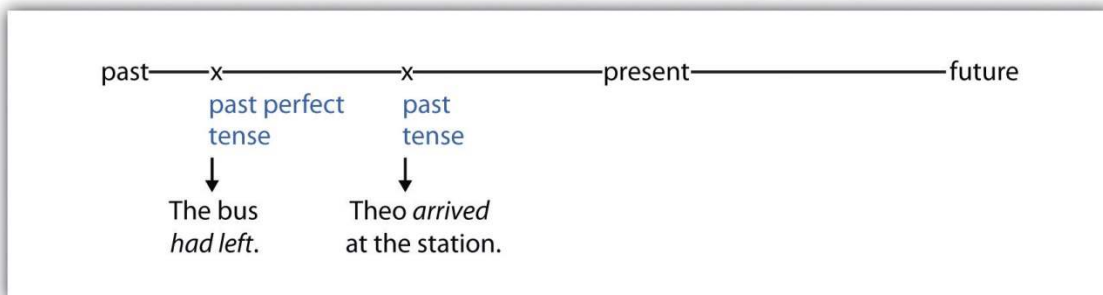 past x x present future
past perfect past
tense tense
The bus Theo arrived
had left. at the station.